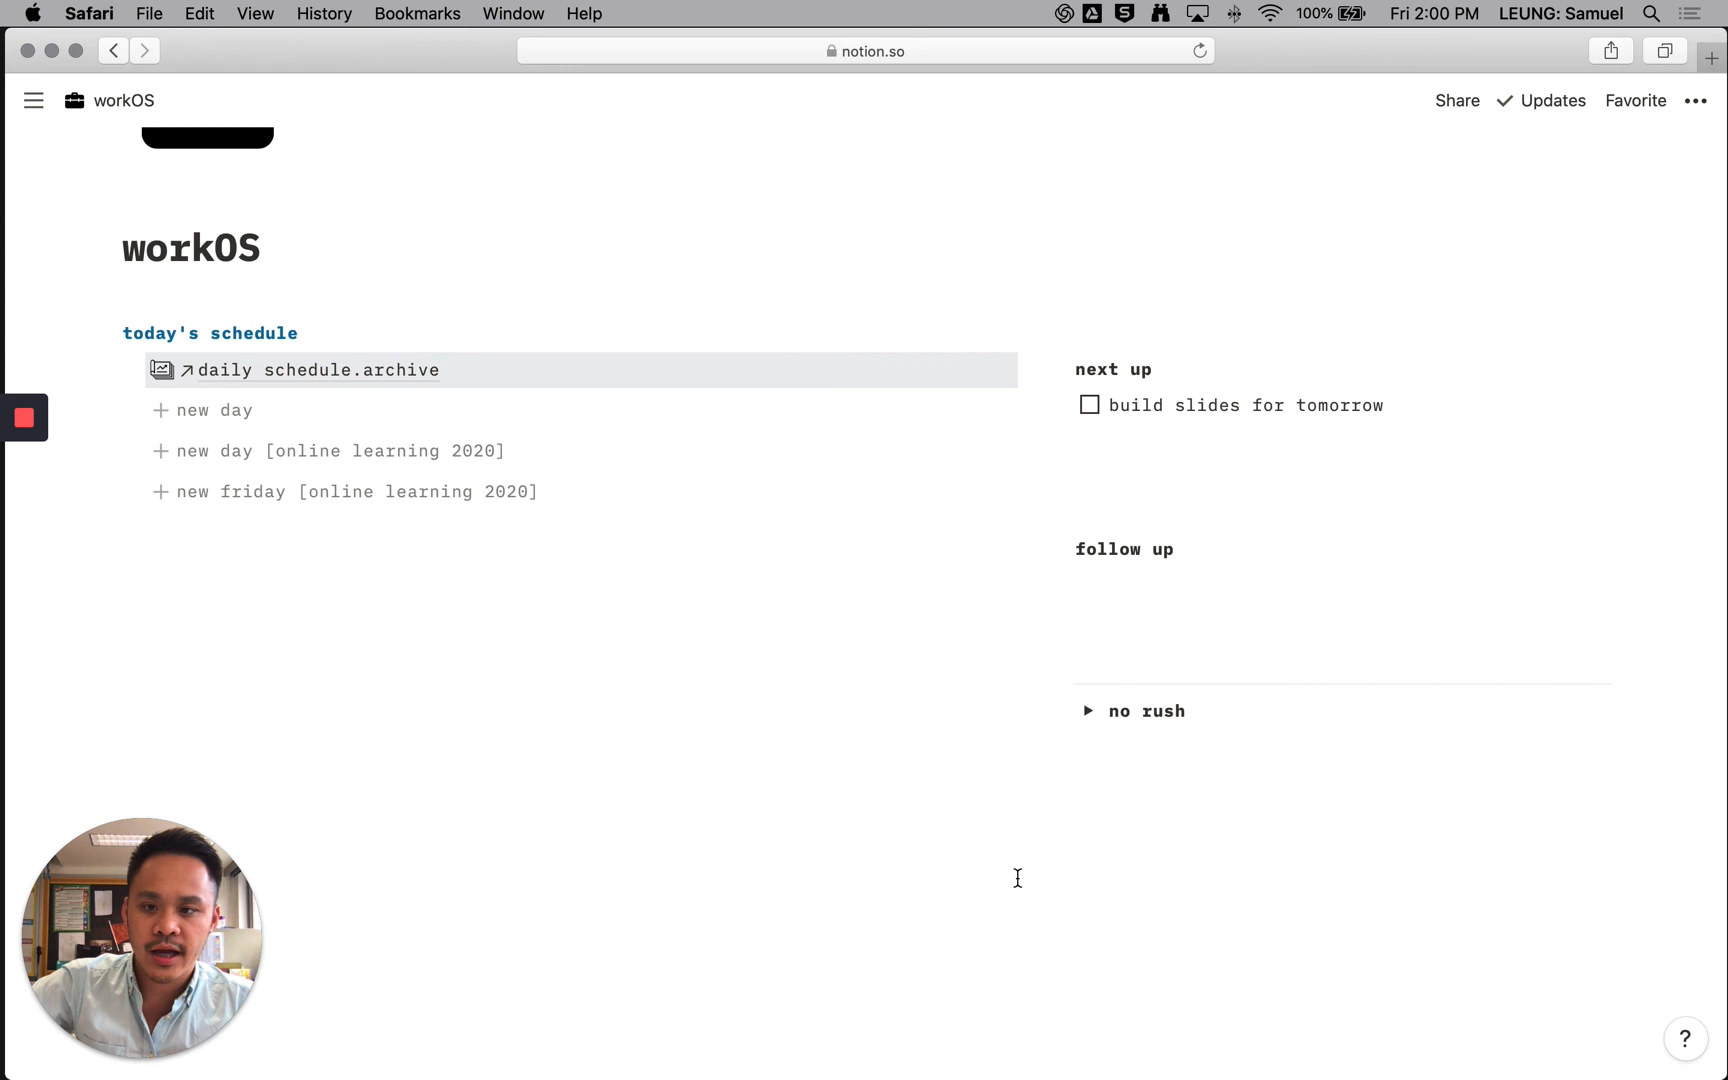 Safari File Edit View History Bookmarks Window Help 100% Fri 2:00 PM LEUNG: Samuel
notion.so
workOS Share Updates Favorite
workOS
today's schedule
daily schedule.archive
new day
new day [online learning 2020]
new friday [online learning 2020]
next up
build slides for tomorrow
follow up
no rush
?